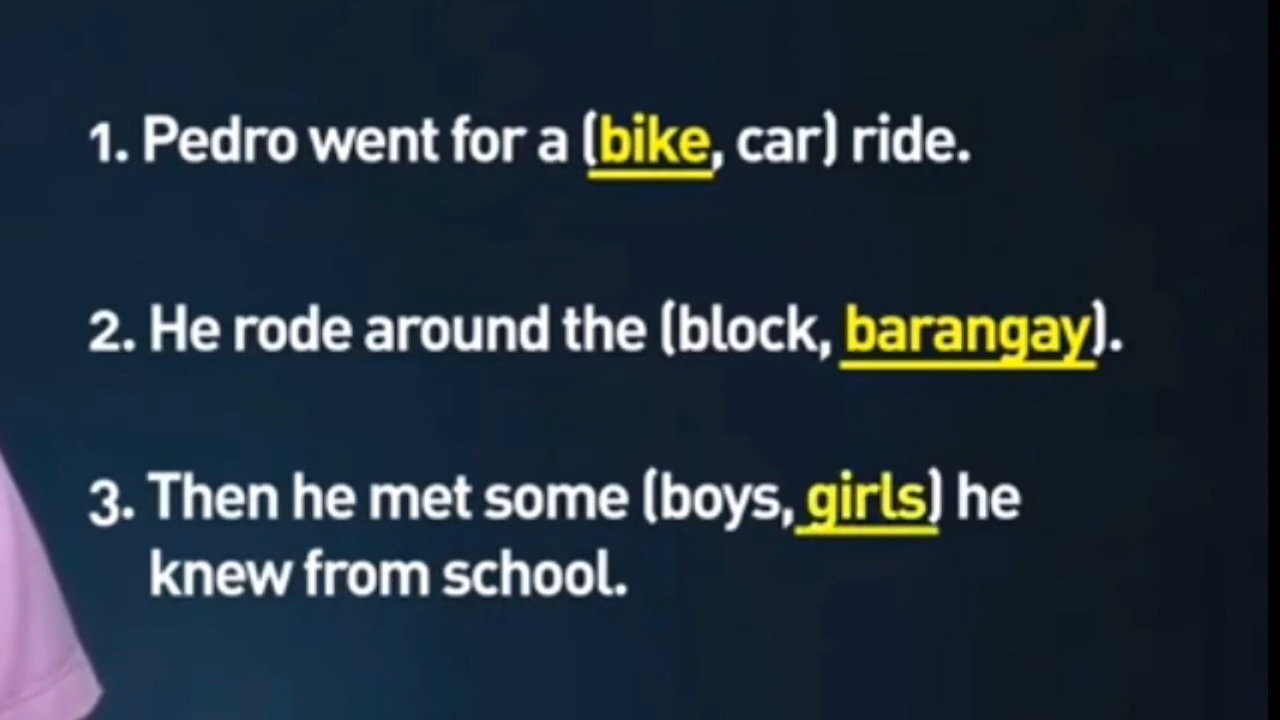 1. Pedro went for a (bike, car) ride.
2. He rode around the (block, barangay).
3. Then he met some (boys, girls) he
knew from school.